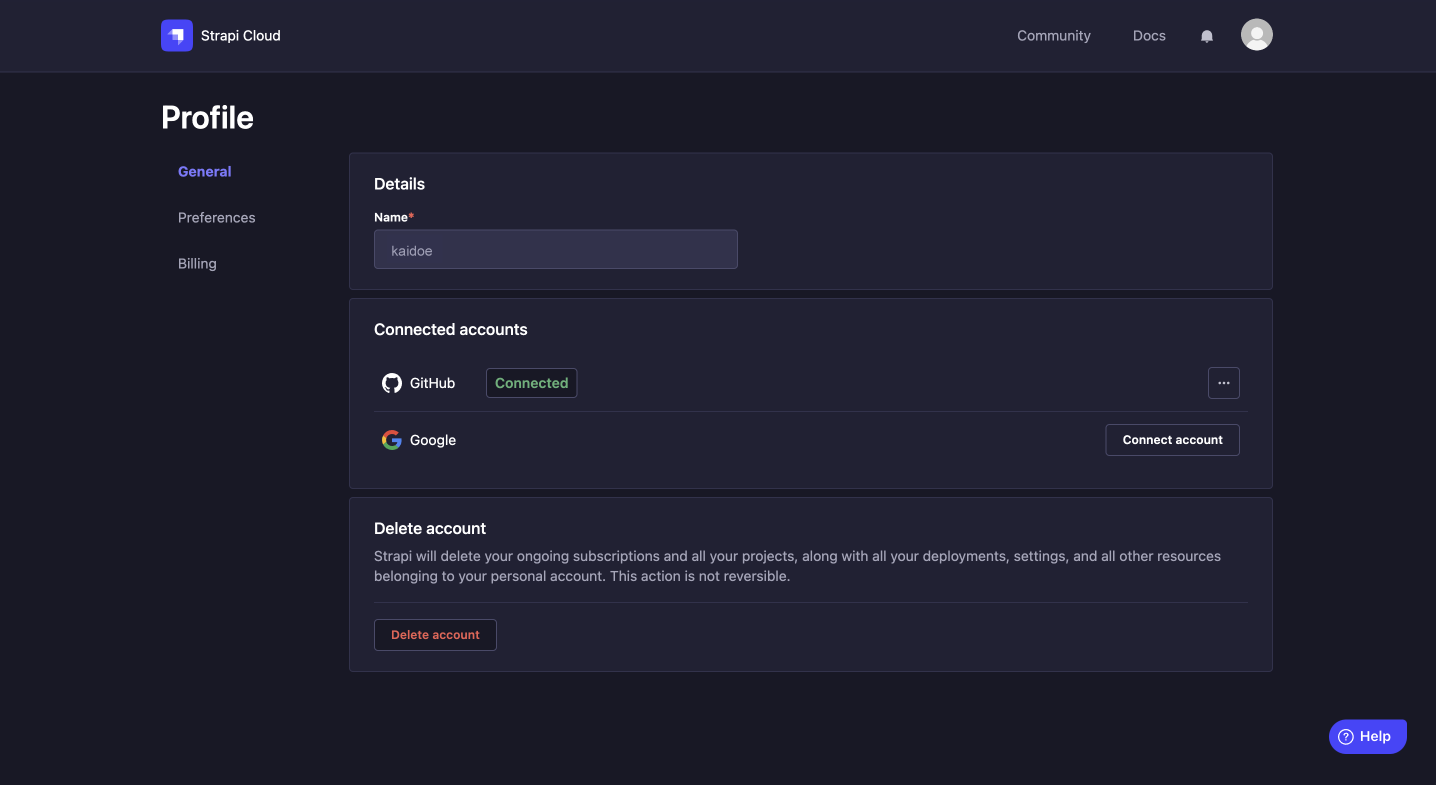 Strapi Cloud
Community
Docs
Profile
General
Preferences
Billing
Details
Name*
kaidoe
Connected accounts
GitHub
Connected
Google
Connect account
Delete account
Strapi will delete your ongoing subscriptions and all your projects, along with all your deployments, settings, and all other resources
belonging to your personal account. This action is not reversible.
Delete account
Help